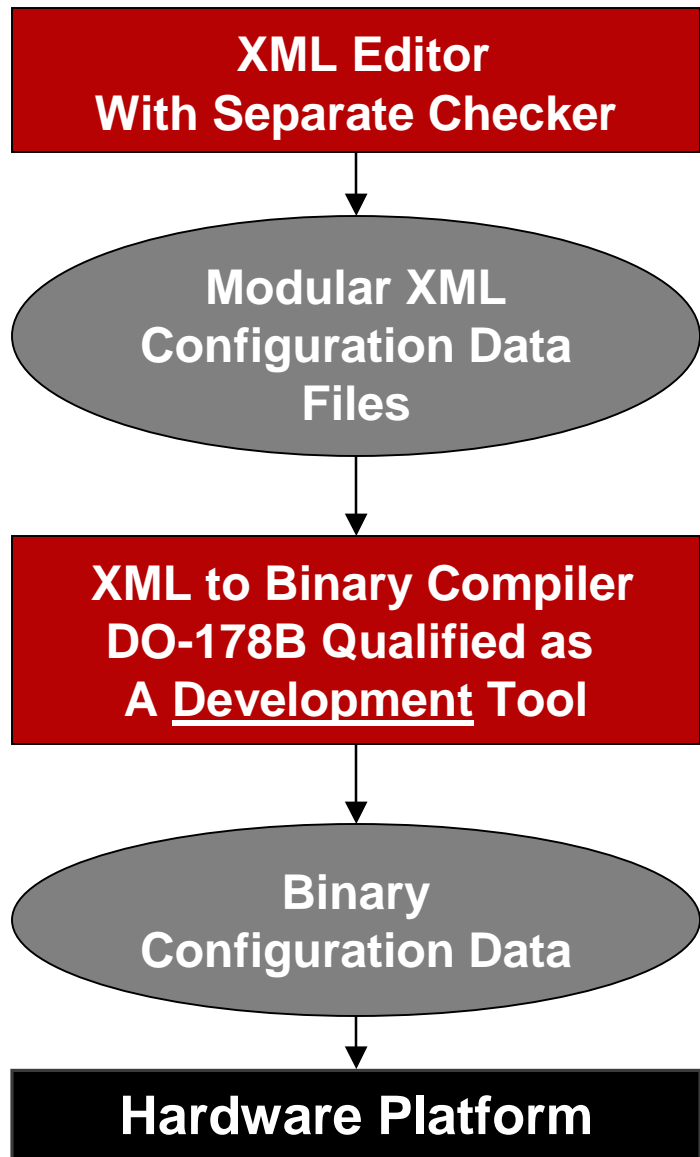 XML Editor
With Separate Checker
Modular XML
Configuration Data
Files
XML to Binary Compiler
DO-178B Qualified as
A Development Tool
Binary
Configuration Data
Hardware Platform